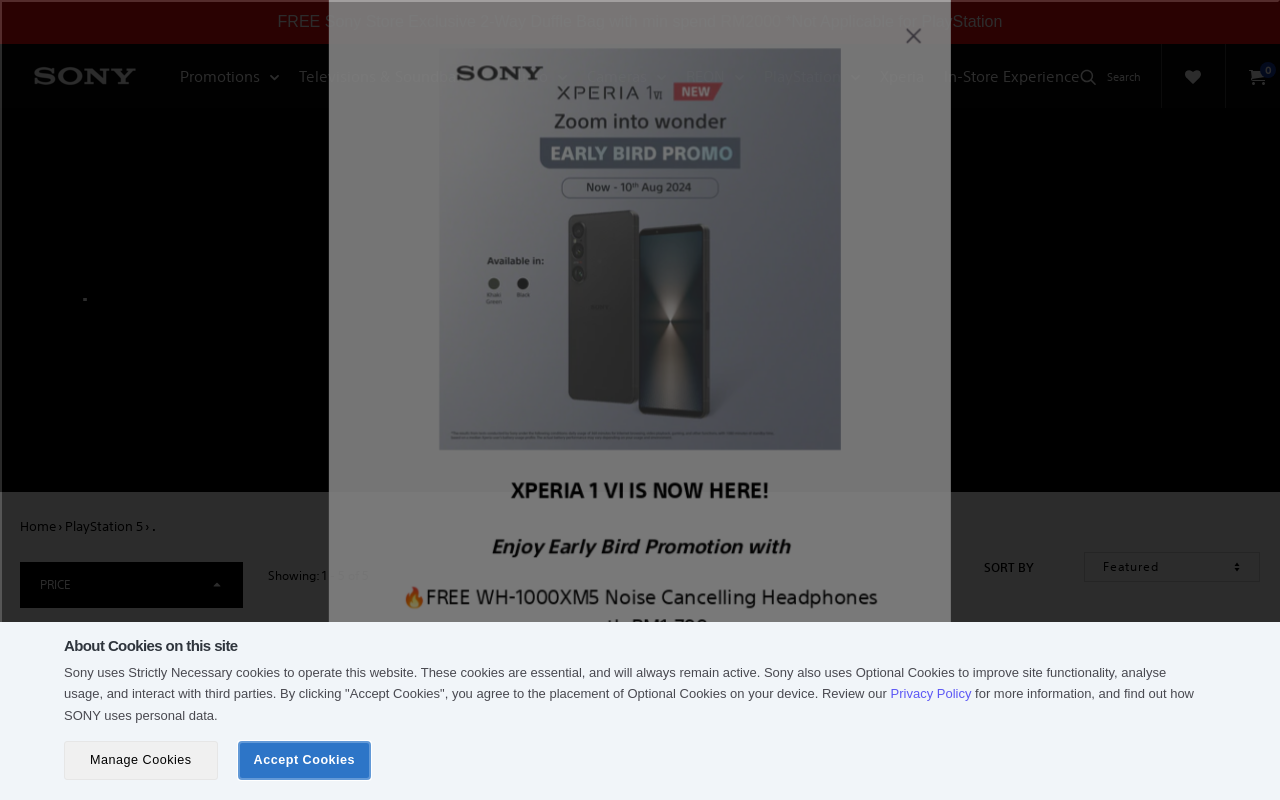 FREE
Station
SONY
Promotions
In-Store Experience
Search
0
SONY
XPERIA 1 VI NEW
Zoom into wonder
EARLY BIRD PROMO
Now - 10th Aug 2024
Available in:
Khaki Green
Black
XPERIA 1 VI IS NOW HERE!
Enjoy Early Bird Promotion with
🔥FREE WH-1000XM5 Noise Cancelling Headphones
Home › PlayStation 5 › .
PRICE
Showing: 1
SORT BY
Featured
About Cookies on this site
Sony uses Strictly Necessary cookies to operate this website. These cookies are essential, and will always remain active. Sony also uses Optional Cookies to improve site functionality, analyse
usage, and interact with third parties. By clicking "Accept Cookies", you agree to the placement of Optional Cookies on your device. Review our Privacy Policy for more information, and find out how
SONY uses personal data.
Manage Cookies
Accept Cookies